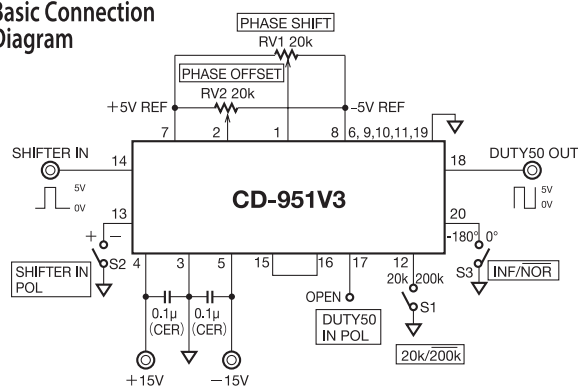 Basic Connection
Diagram
PHASE SHIFT
RV1 20k
PHASE OFFSET
RV2 20k
+5V REF
-5V REF
7
2
1
8
6, 9,10,11,19
SHIFTER IN
14
18
DUTY50 OUT
5V
0V
5V
0V
CD-951V3
13
20
+ −
S2
-180° 0°
S3
SHIFTER IN
POL
INF/NOR
4
3
5
15
16
17
12
20k 200k
S1
OPEN
0.1μ
(CER)
0.1μ
(CER)
DUTY50
IN POL
20k/200k
+15V
−15V